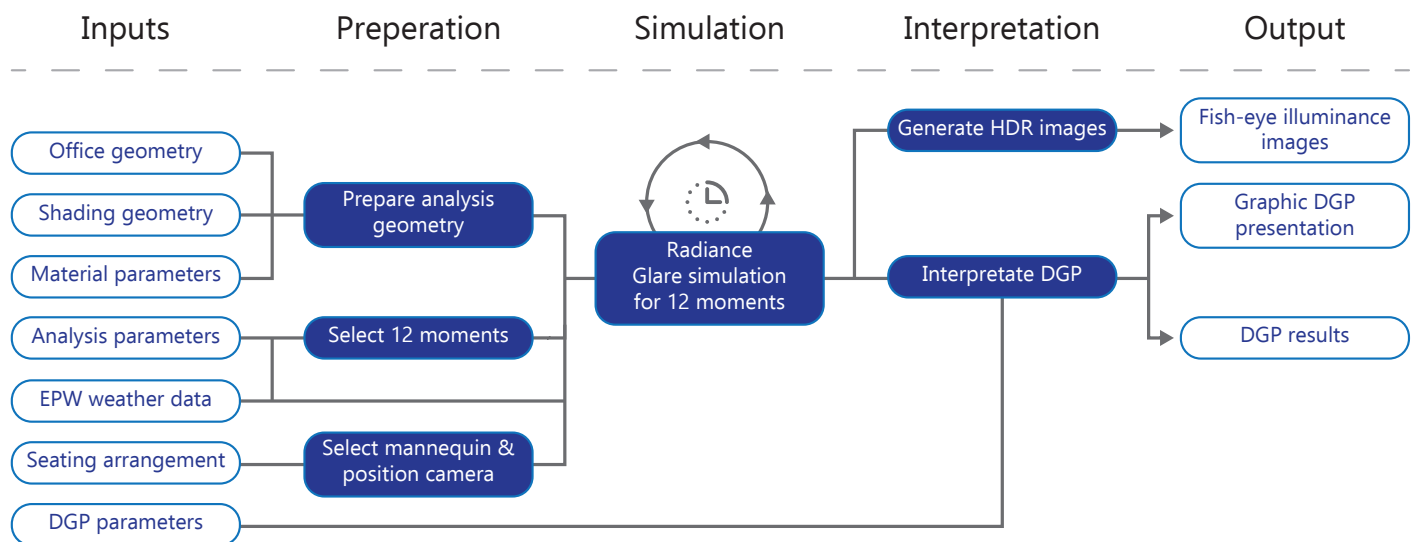 Inputs
Preperation
Simulation
Interpretation
Output
Office geometry
Shading geometry
Material parameters
Analysis parameters
EPW weather data
Seating arrangement
DGP parameters
Prepare analysis
geometry
Select 12 moments
Select mannequin &
position camera
Radiance
Glare simulation
for 12 moments
Generate HDR images
Interpretate DGP
Fish-eye illuminance
images
Graphic DGP
presentation
DGP results